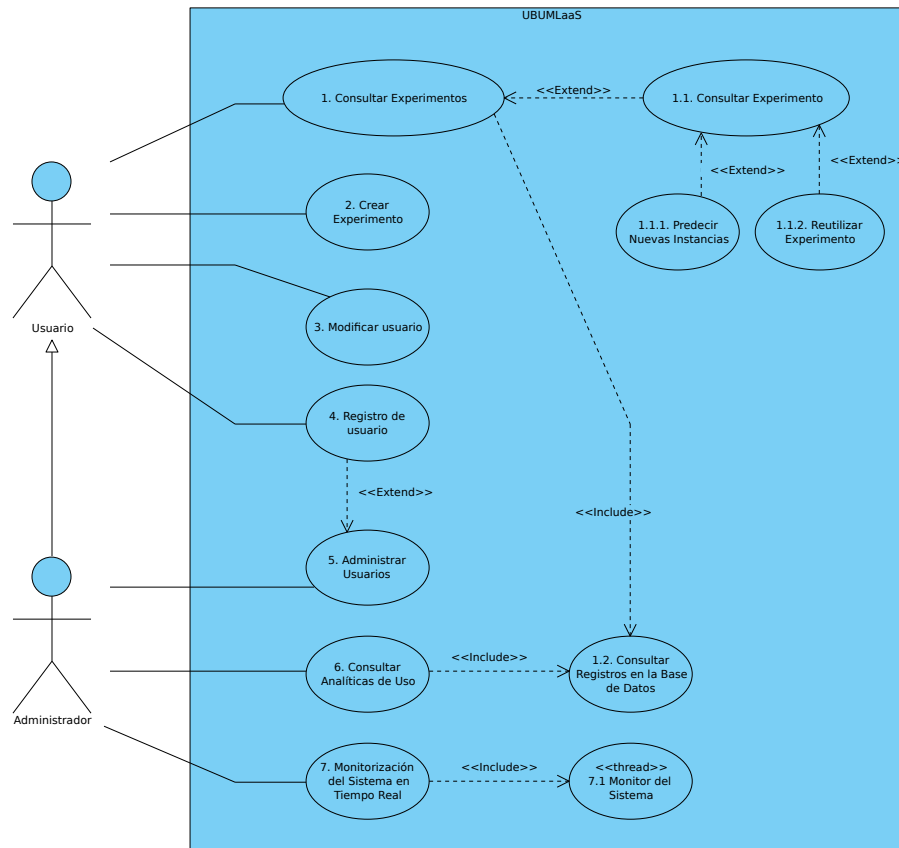 UBUMLaaS
1. Consultar Experimentos
<<Extend>>
1.1. Consultar Experimento
<<Extend>>
<<Extend>>
2. Crear
Experimento
1.1.1. Predecir
Nuevas Instancias
1.1.2. Reutilizar
Experimento
Usuario
3. Modificar usuario
4. Registro de
usuario
<<Extend>>
<<Include>>
5. Administrar
Usuarios
6. Consultar
Analíticas de Uso
<<Include>>
1.2. Consultar
Registros en la Base
de Datos
Administrador
7. Monitorización
del Sistema en
Tiempo Real
<<Include>>
<<thread>>
7.1 Monitor del
Sistema